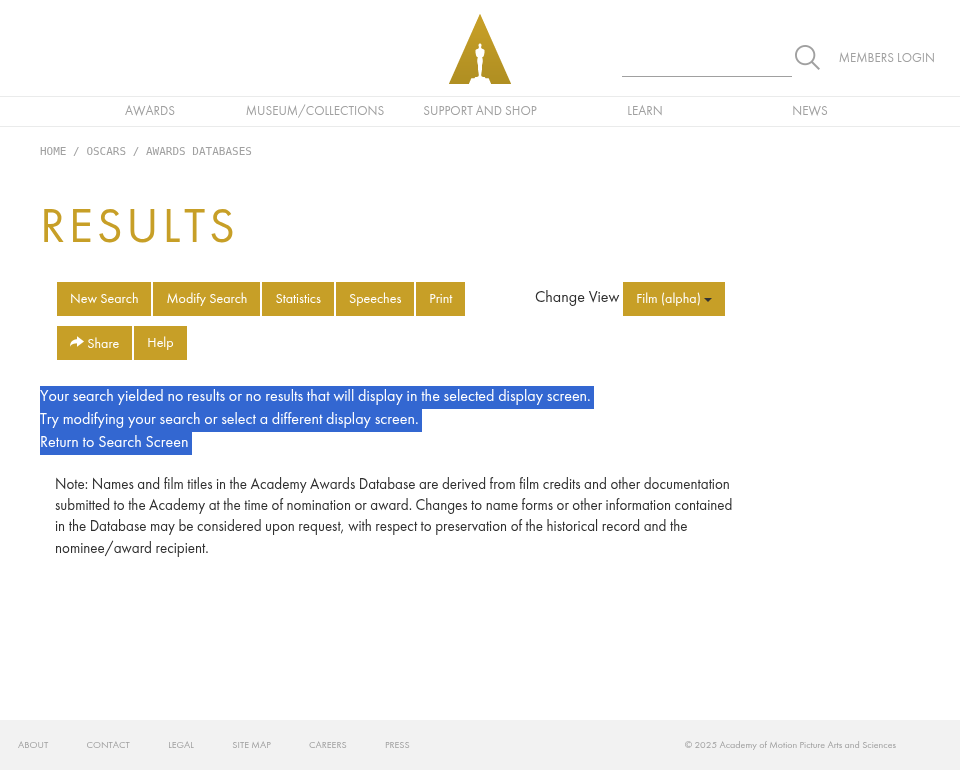 MEMBERS LOGIN
AWARDS MUSEUM/COLLECTIONS SUPPORT AND SHOP LEARN NEWS
HOME / OSCARS / AWARDS DATABASES
RESULTS
New Search Modify Search Statistics Speeches Print Change View Film (alpha)
Share Help
Your search yielded no results or no results that will display in the selected display screen.
Try modifying your search or select a different display screen.
Return to Search Screen
Note: Names and film titles in the Academy Awards Database are derived from film credits and other documentation
submitted to the Academy at the time of nomination or award. Changes to name forms or other information contained
in the Database may be considered upon request, with respect to preservation of the historical record and the
nominee/award recipient.
ABOUT CONTACT LEGAL SITE MAP CAREERS PRESS © 2025 Academy of Motion Picture Arts and Sciences